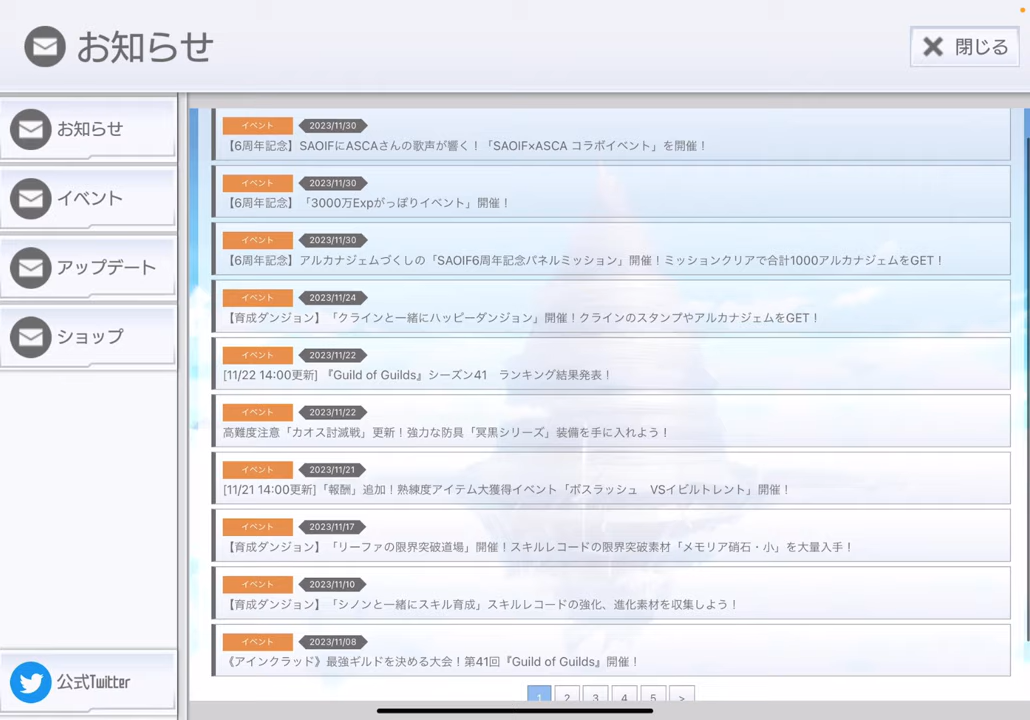 お知らせ
閉じる
お知らせ
イベント
アップデート
ショップ
公式Twitter
イベント 2023/11/30
【6周年記念】SAOIFにASCAさんの歌声が響く！「SAOIF×ASCA コラボイベント」を開催！
イベント 2023/11/30
【6周年記念】「3000万Expがっぽりイベント」開催！
イベント 2023/11/30
【6周年記念】アルカナジェムづくしの「SAOIF6周年記念パネルミッション」開催！ミッションクリアで合計1000アルカナジェムをGET！
イベント 2023/11/24
【育成ダンジョン】「クラインと一緒にハッピーダンジョン」開催！クラインのスタンプやアルカナジェムをGET！
イベント 2023/11/22
[11/22 14:00更新] 『Guild of Guilds』シーズン41　ランキング結果発表！
イベント 2023/11/22
高難度注意「カオス討滅戦」更新！強力な防具「冥黒シリーズ」装備を手に入れよう！
イベント 2023/11/21
[11/21 14:00更新]「報酬」追加！熟練度アイテム大獲得イベント「ボスラッシュ　VSイビルトレント」開催！
イベント 2023/11/17
【育成ダンジョン】「リーファの限界突破道場」開催！スキルレコードの限界突破素材「メモリア硝石・小」を大量入手！
イベント 2023/11/10
【育成ダンジョン】「シノンと一緒にスキル育成」スキルレコードの強化、進化素材を収集しよう！
イベント 2023/11/08
《アインクラッド》最強ギルドを決める大会！第41回『Guild of Guilds』開催！
1 2 3 4 5 >